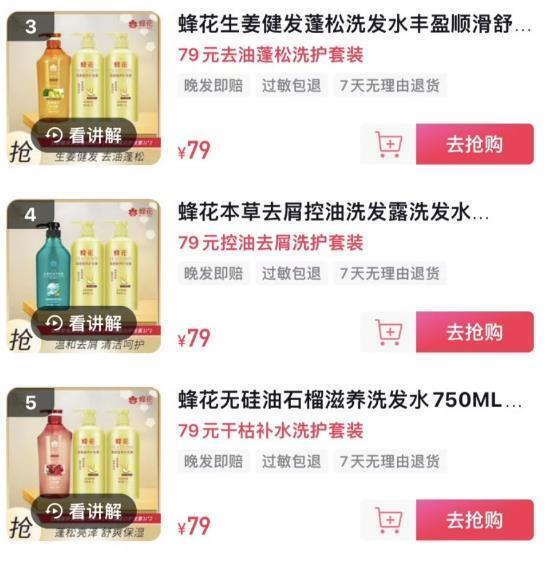 3
蜂花
看讲解
抢
生姜健发 去油蓬松
蜂花生姜健发蓬松洗发水丰盈顺滑舒...
79元去油蓬松洗护套装
晚发即赔
过敏包退
7天无理由退货
¥79
去抢购
4
蜂花
看讲解
抢
温和去屑 清洁呵护
蜂花本草去屑控油洗发露洗发水...
79元控油去屑洗护套装
晚发即赔
过敏包退
7天无理由退货
¥79
去抢购
5
蜂花
看讲解
抢
蓬松亮泽 舒爽保湿
蜂花无硅油石榴滋养洗发水750ML...
79元干枯补水洗护套装
晚发即赔
过敏包退
7天无理由退货
¥79
去抢购